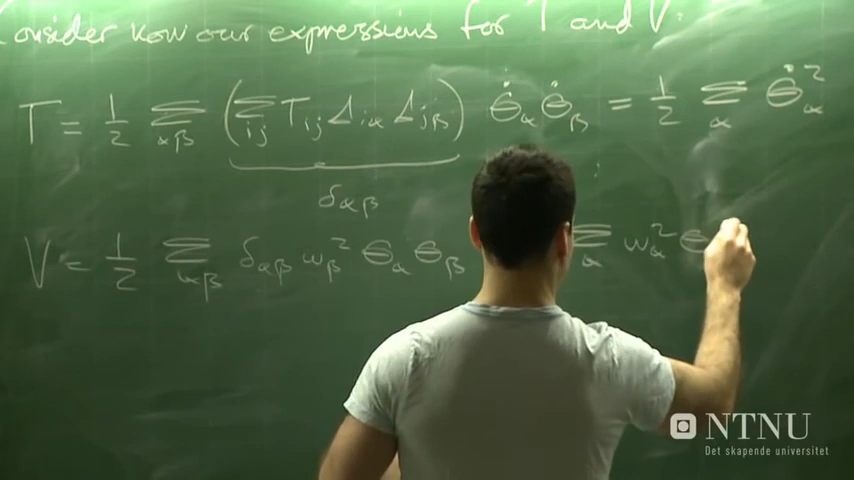 Consider now our expressions for T and V:
T = 1/2 Σ_αβ (Σ_ij T_ij Δ_iα Δ_jβ) Θ̇_α Θ̇_β = 1/2 Σ_α Θ̇_α²
δ_αβ
V = 1/2 Σ_αβ δ_αβ ω_β² Θ_α Θ_β Σ_α ω_α² Θ
NTNU
Det skapende universitet